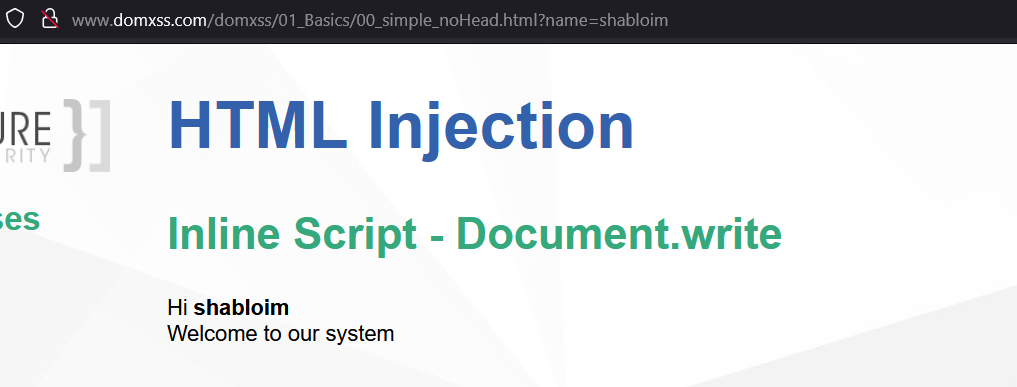 www.domxss.com/domxss/01_Basics/00_simple_noHead.html?name=shabloim
URE
RITY
HTML Injection
ses
Inline Script - Document.write
Hi shabloim
Welcome to our system